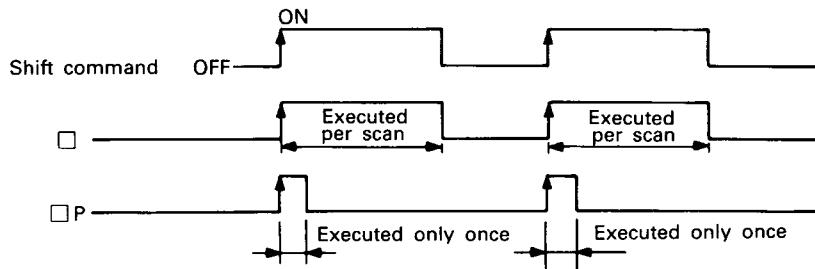 ON
Shift command OFF
Executed per scan
Executed per scan
□
□P
Executed only once
Executed only once